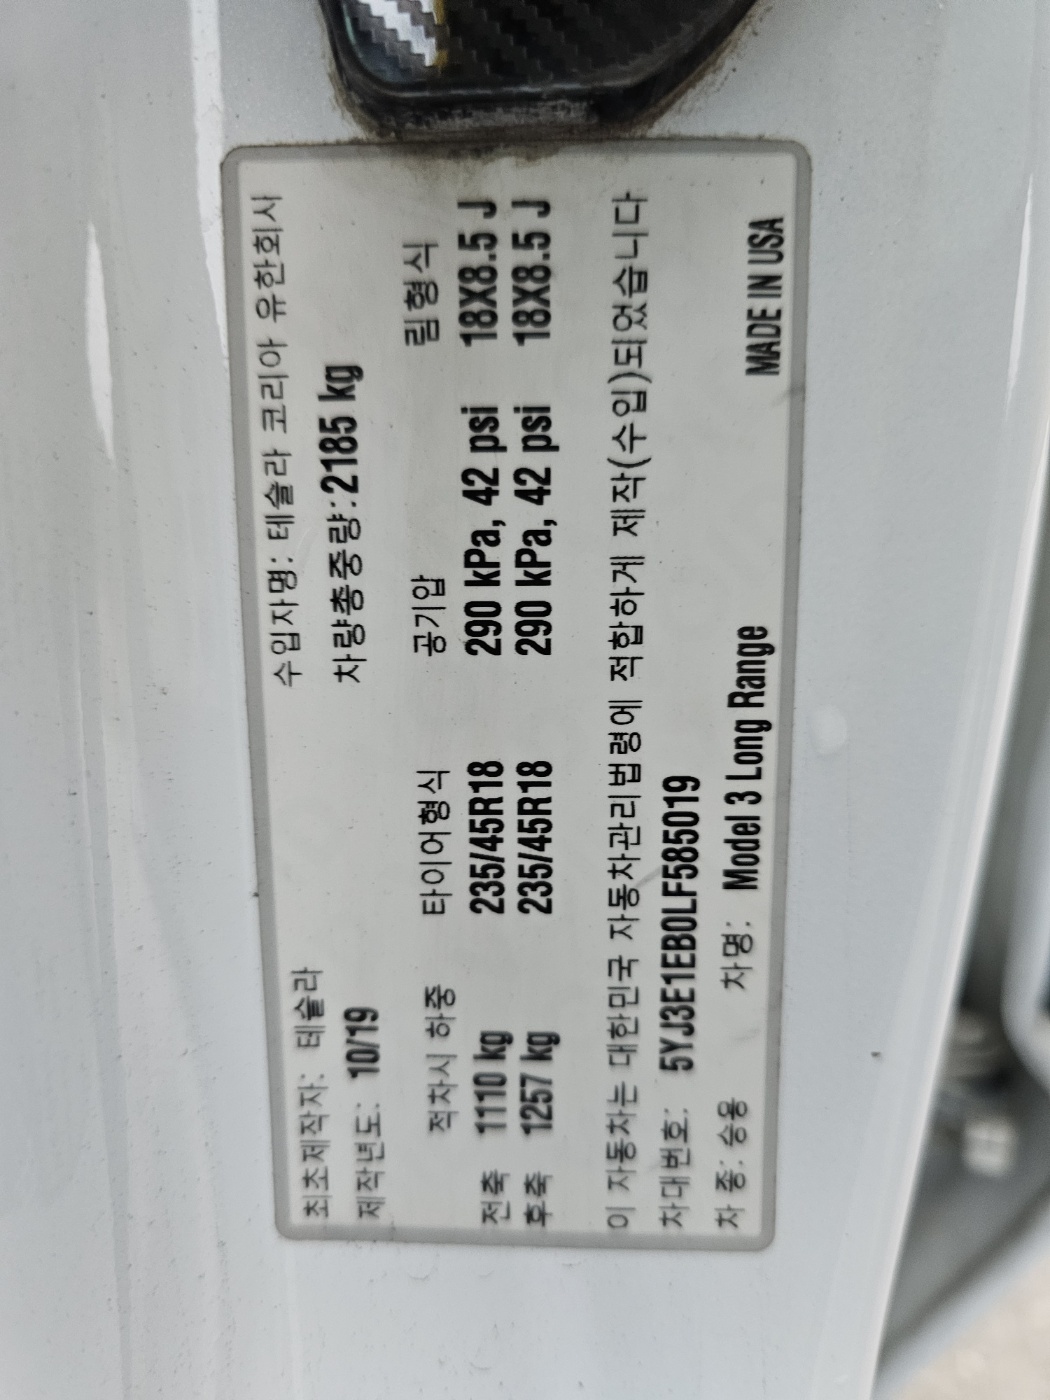 최초제작자: 테슬라 수입자명: 테슬라 코리아 유한회사
제작년도: 10/19 차량총중량:2185 kg
적차시 하중 타이어형식 공기압 림형식
전축 1110 kg 235/45R18 290 kPa, 42 psi 18X8.5 J
후축 1257 kg 235/45R18 290 kPa, 42 psi 18X8.5 J
이 자동차는 대한민국 자동차관리법령에 적합하게 제작(수입)되었습니다
차대번호: 5YJ3E1EB0LF585019
차 종: 승용 차명: Model 3 Long Range MADE IN USA